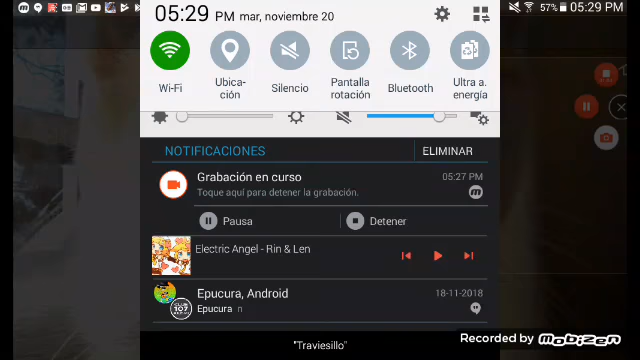 05:29 PM mar, noviembre 20
57% 05:29 PM
Wi-Fi
Ubica-
ción
Silencio
Pantalla
rotación
Bluetooth
Ultra a.
energía
NOTIFICACIONES
ELIMINAR
Grabación en curso
05:27 PM
Toque aquí para detener la grabación.
Pausa
Detener
Electric Angel - Rin & Len
Epucura, Android
18-11-2018
Epucura n
107
"Traviesillo"
Recorded by mobizen